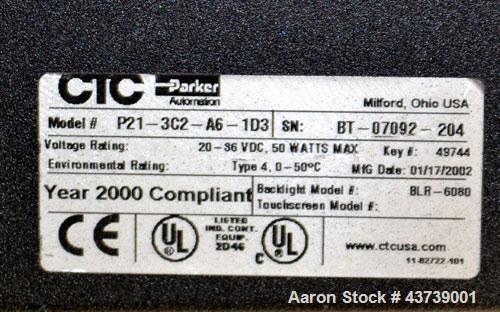 CTC Parker Automation Milford, Ohio USA
Model # P21-3C2-A6-1D3 SN: BT-07092-204
Voltage Rating: 20-36 VDC, 50 WATTS MAX Key #: 49744
Environmental Rating: Type 4, 0-50°C MfG Date: 01/17/2002
Year 2000 Compliant Backlight Model #: BLR-6080
Touchscreen Model #:
CE UL LISTED IND. CONT. EQUIP. 2D46 C UL www.ctcusa.com
11-82722-101
Aaron Stock # 43739001